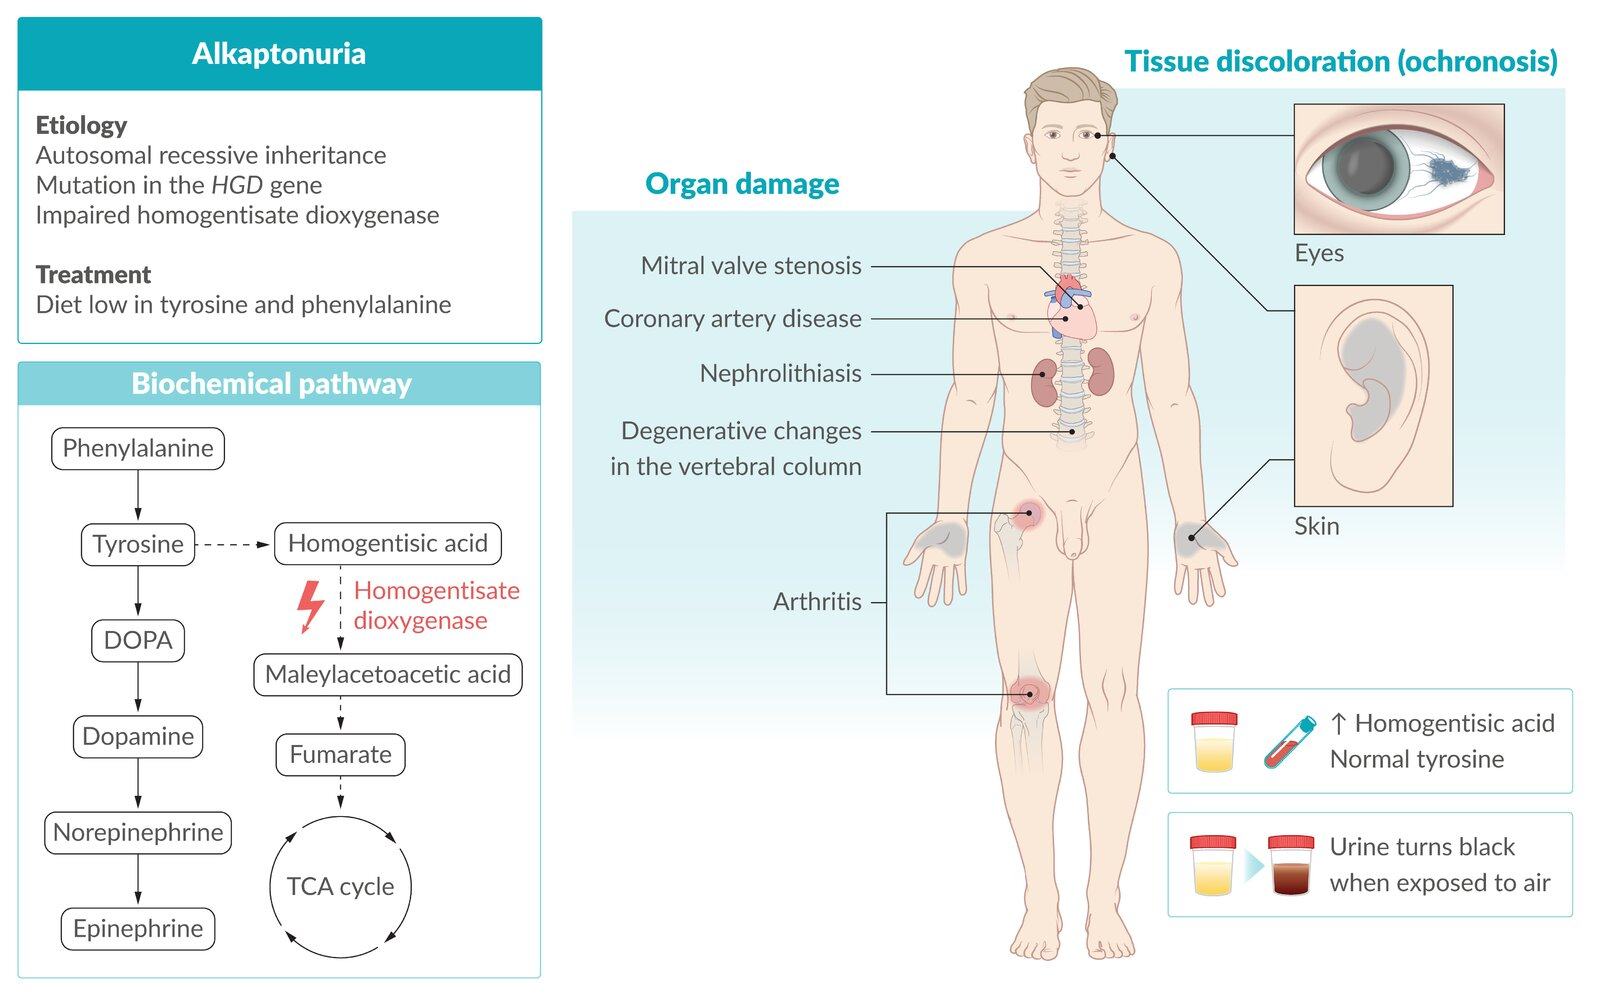 Alkaptonuria
Etiology
Autosomal recessive inheritance
Mutation in the HGD gene
Impaired homogentisate dioxygenase
Treatment
Diet low in tyrosine and phenylalanine
Biochemical pathway
Phenylalanine
Tyrosine
Homogentisic acid
Homogentisate
dioxygenase
DOPA
Maleylacetoacetic acid
Dopamine
Fumarate
Norepinephrine
TCA cycle
Epinephrine
Organ damage
Mitral valve stenosis
Coronary artery disease
Nephrolithiasis
Degenerative changes
in the vertebral column
Arthritis
Tissue discoloration (ochronosis)
Eyes
Skin
↑ Homogentisic acid
Normal tyrosine
Urine turns black
when exposed to air